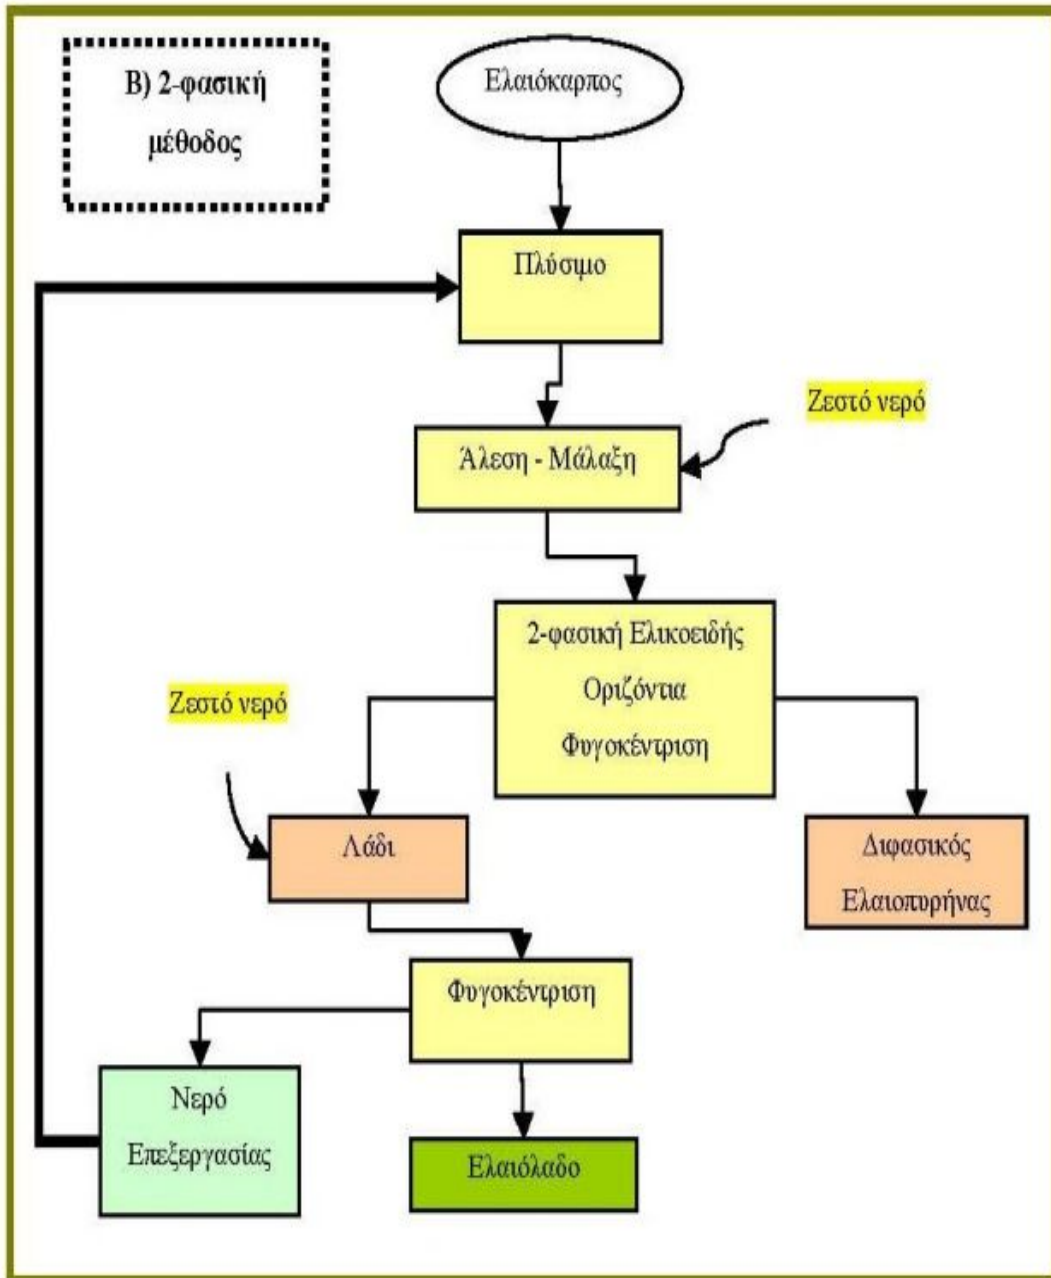 Β) 2-φασική
μέθοδος
Ελαιόκαρπος
Πλύσιμο
Ζεστό νερό
Άλεση - Μάλαξη
2-φασική Ελικοειδής
Οριζόντια
Φυγοκέντριση
Ζεστό νερό
Λάδι
Διφασικός
Ελαιοπυρήνας
Φυγοκέντριση
Νερό
Επεξεργασίας
Ελαιόλαδο